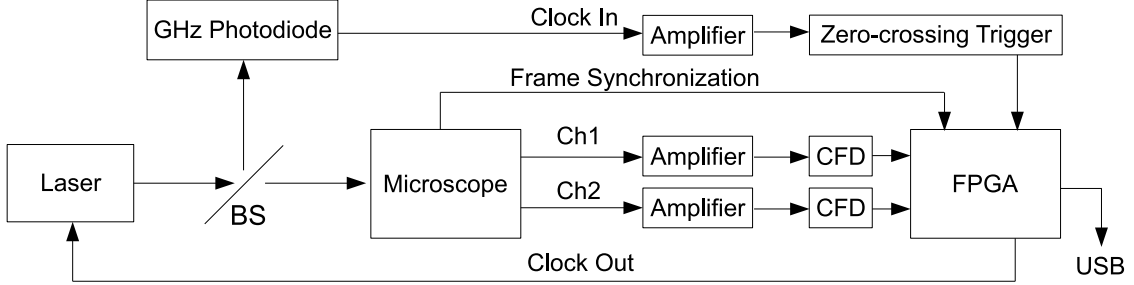 GHz Photodiode
Clock In
Amplifier
Zero-crossing Trigger
Frame Synchronization
Laser
BS
Microscope
Ch1
Amplifier
CFD
Ch2
Amplifier
CFD
FPGA
USB
Clock Out